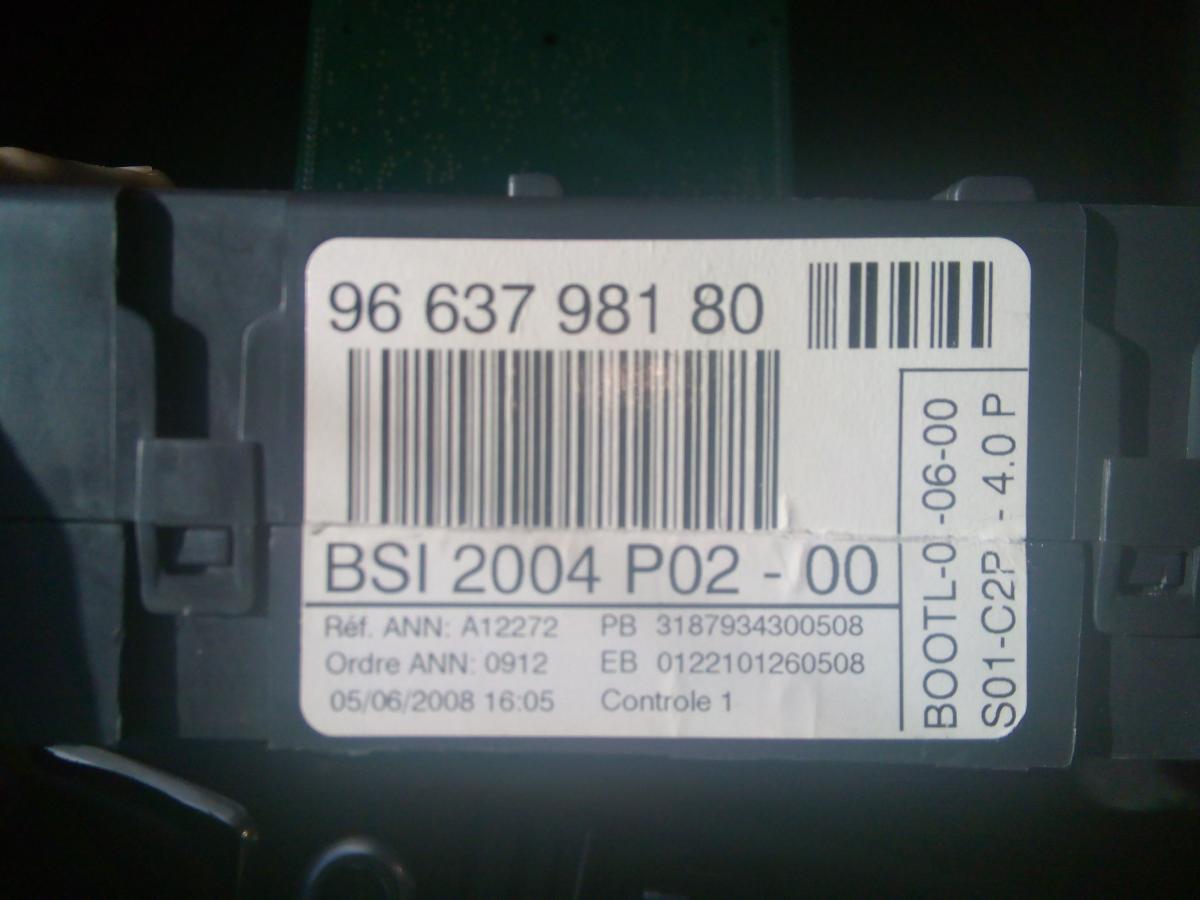 96 637 981 80
BSI 2004 P02 - 00
Réf. ANN: A12272 PB 3187934300508
Ordre ANN: 0912 EB 0122101260508
05/06/2008 16:05 Controle 1
BOOTL-0 -06-00
S01-C2P - 4.0 P